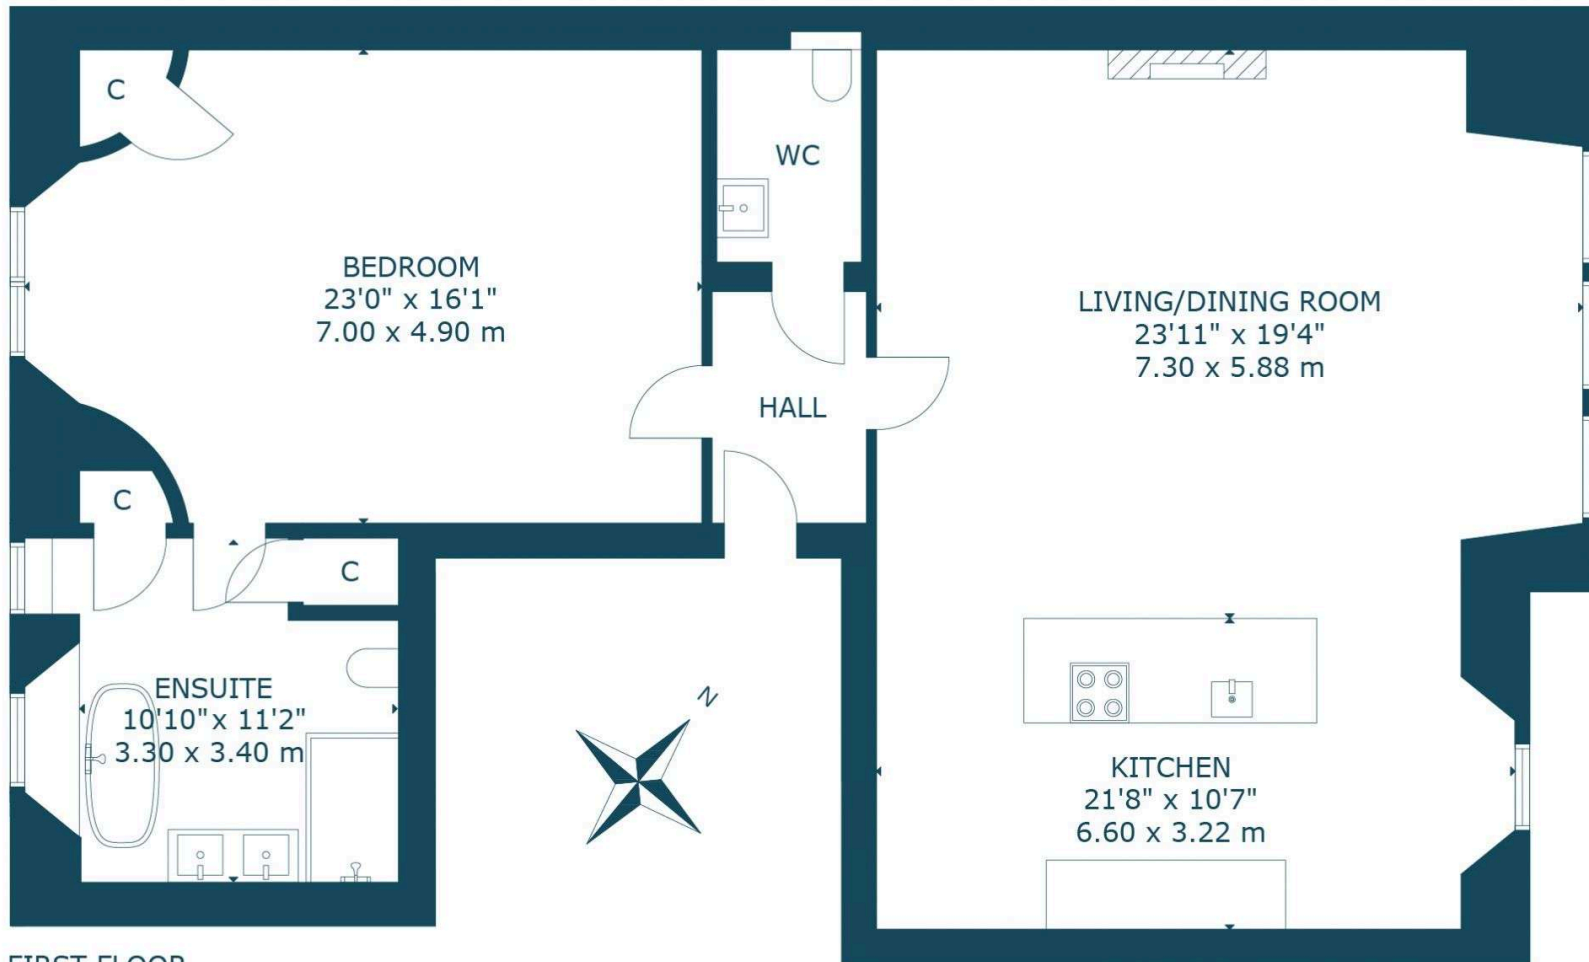 C
BEDROOM
23'0" x 16'1"
7.00 x 4.90 m
WC
HALL
LIVING/DINING ROOM
23'11" x 19'4"
7.30 x 5.88 m
C
C
ENSUITE
10'10" x 11'2"
3.30 x 3.40 m
N
KITCHEN
21'8" x 10'7"
6.60 x 3.22 m
FIRST FLOOR